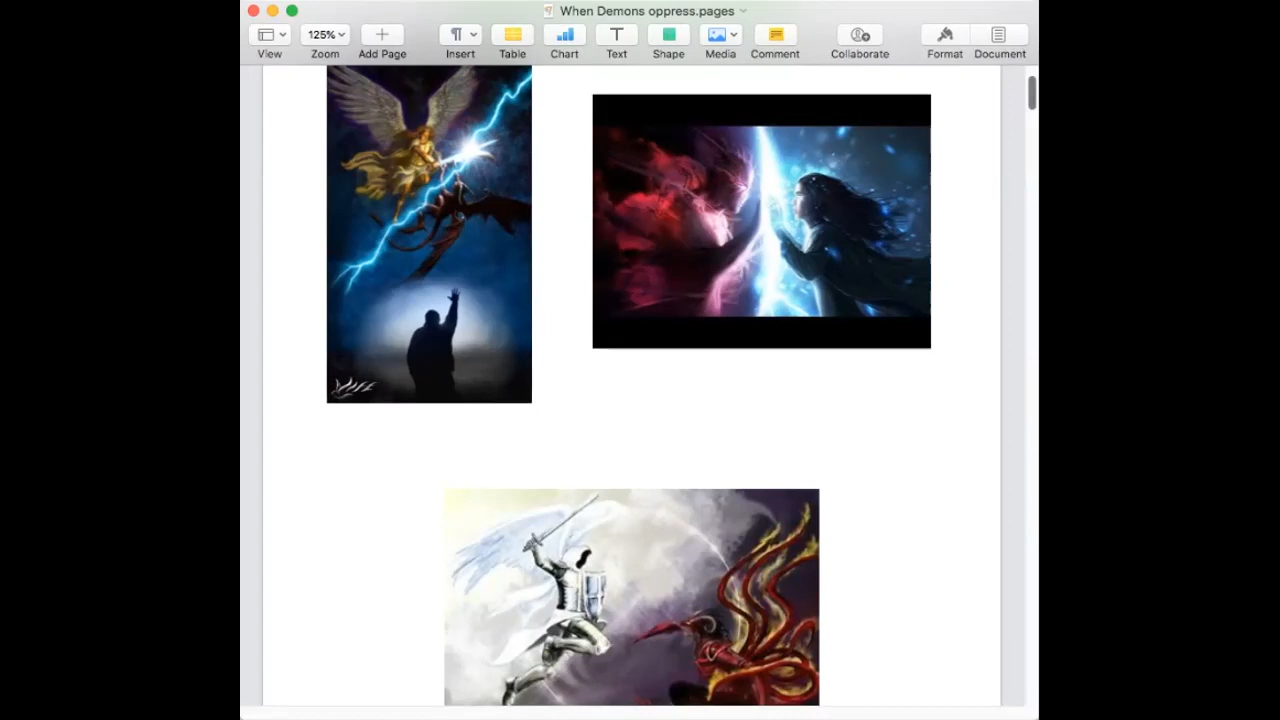 When Demons oppress.pages
125%
View
Zoom
Add Page
Insert
Table
Chart
Text
Shape
Media
Comment
Collaborate
Format
Document